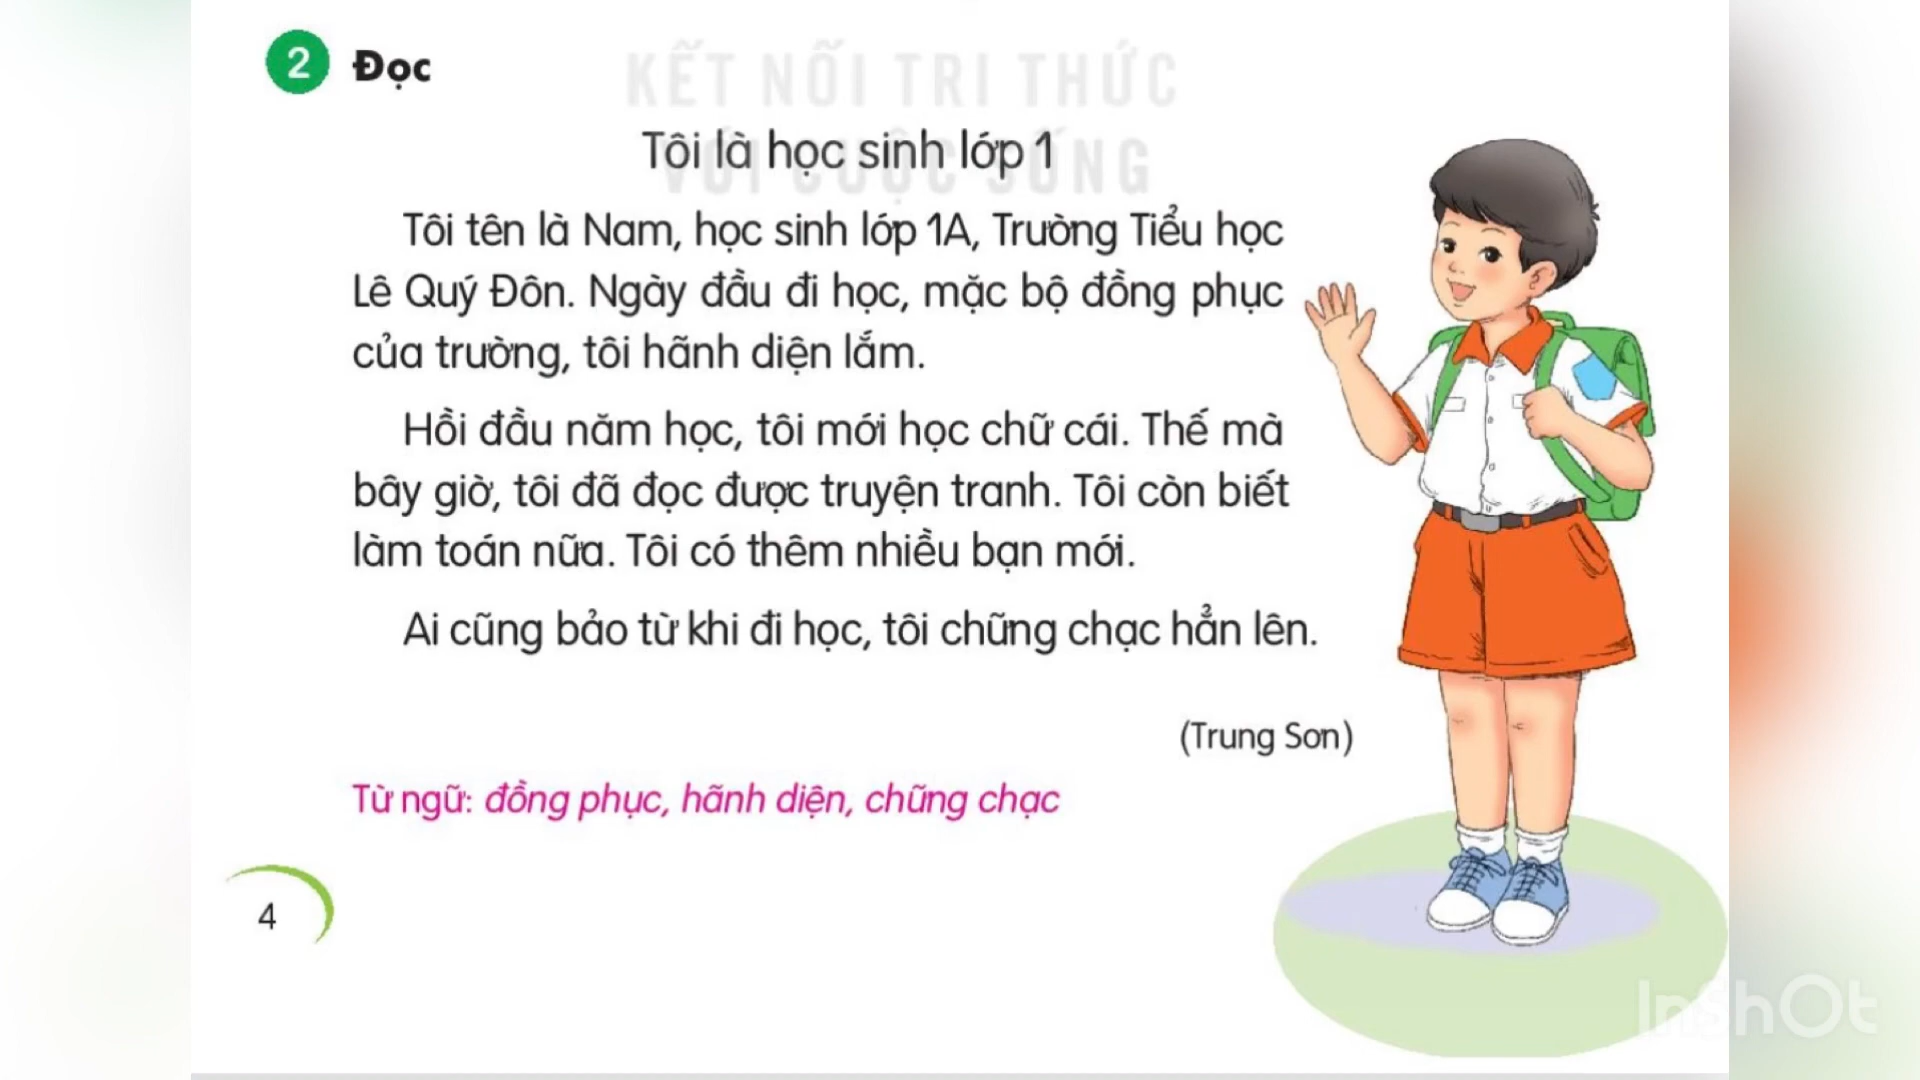 2 Đọc
KẾT NỐI TRI THỨC
VỚI CUỘC SỐNG
Tôi là học sinh lớp 1
Tôi tên là Nam, học sinh lớp 1A, Trường Tiểu học
Lê Quý Đôn. Ngày đầu đi học, mặc bộ đồng phục
của trường, tôi hãnh diện lắm.
Hồi đầu năm học, tôi mới học chữ cái. Thế mà
bây giờ, tôi đã đọc được truyện tranh. Tôi còn biết
làm toán nữa. Tôi có thêm nhiều bạn mới.
Ai cũng bảo từ khi đi học, tôi chững chạc hẳn lên.
(Trung Sơn)
Từ ngữ: đồng phục, hãnh diện, chững chạc
4
InShOt